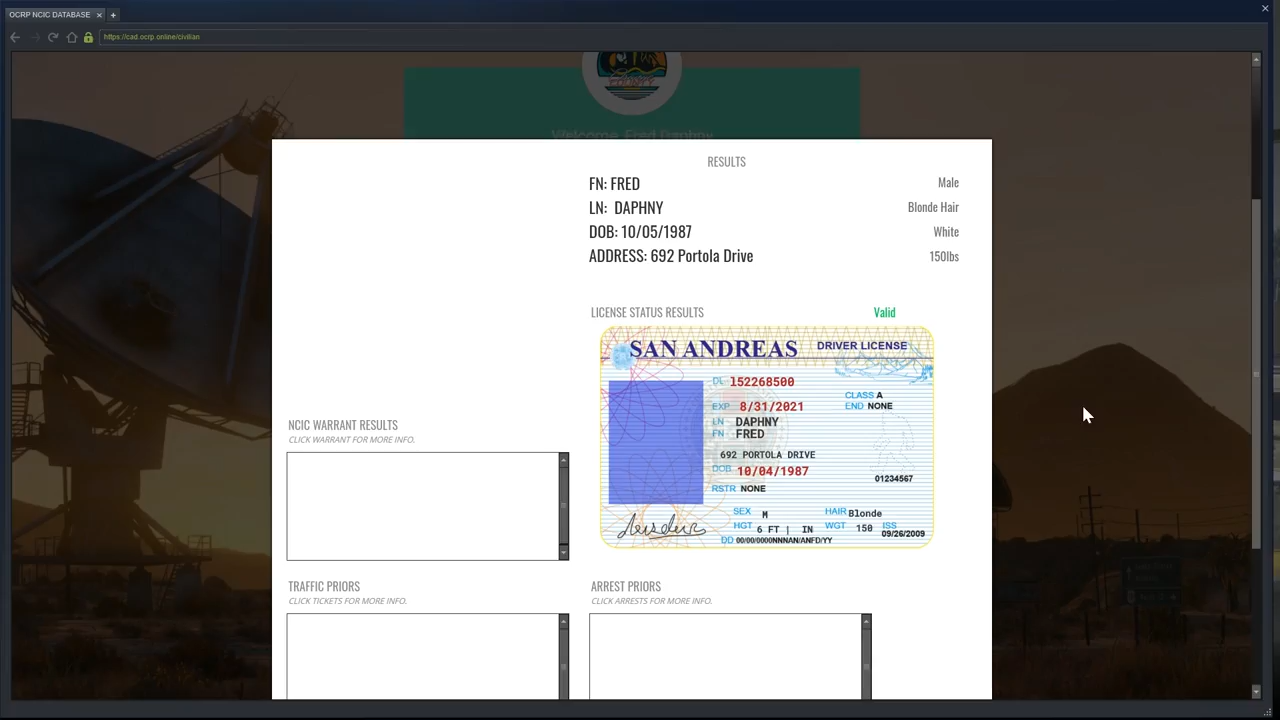 OCRP NCIC DATABASE
https://cad.ocrp.online/civilian
Welcome, Fred Daphny
RESULTS
FN: FRED
Male
LN: DAPHNY
Blonde Hair
DOB: 10/05/1987
White
ADDRESS: 692 Portola Drive
150lbs
LICENSE STATUS RESULTS
Valid
SAN ANDREAS
DRIVER LICENSE
DL 152268500
CLASS A
EXP 8/31/2021
END NONE
LN DAPHNY
FN FRED
692 PORTOLA DRIVE
DOB 10/04/1987
01234567
RSTR NONE
SEX M
HAIR Blonde
HGT 6 FT | IN
WGT 150
ISS
09/26/2009
DD 00/00/0000NNNAN/ANFD/YY
NCIC WARRANT RESULTS
CLICK WARRANT FOR MORE INFO.
TRAFFIC PRIORS
CLICK TICKETS FOR MORE INFO.
ARREST PRIORS
CLICK ARRESTS FOR MORE INFO.